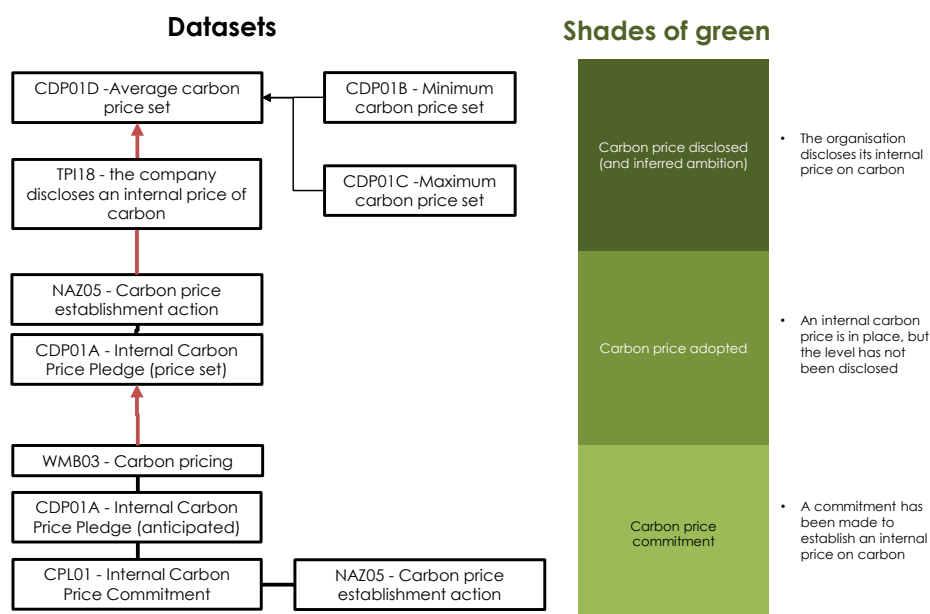 Datasets
Shades of green
CDP01D -Average carbon
price set
CDP01B - Minimum
carbon price set
TPI18 - the company
discloses an internal price of
carbon
CDP01C -Maximum
carbon price set
NAZ05 - Carbon price
establishment action
CDP01A - Internal Carbon
Price Pledge (price set)
WMB03 - Carbon pricing
CDP01A - Internal Carbon
Price Pledge (anticipated)
CPL01 - Internal Carbon
Price Commitment
NAZ05 - Carbon price
establishment action
Carbon price disclosed
(and inferred ambition)
• The organisation
discloses its internal
price on carbon
Carbon price adopted
• An internal carbon
price is in place, but
the level has not
been disclosed
Carbon price
commitment
• A commitment has
been made to
establish an internal
price on carbon